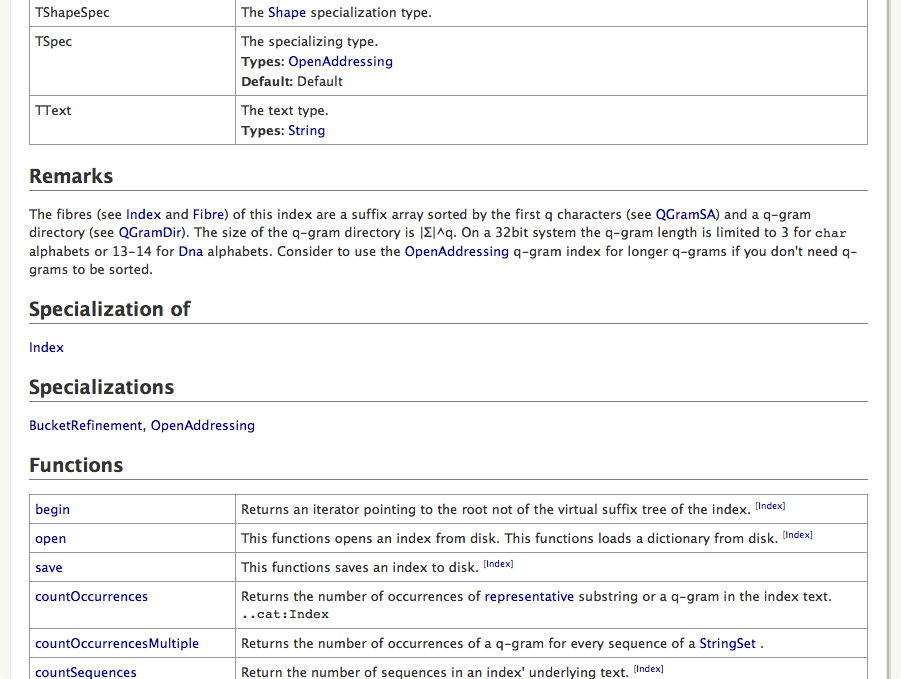 TShapeSpec The Shape specialization type.
TSpec The specializing type.
Types: OpenAddressing
Default: Default
TText The text type.
Types: String
Remarks
The fibres (see Index and Fibre) of this index are a suffix array sorted by the first q characters (see QGramSA) and a q-gram
directory (see QGramDir). The size of the q-gram directory is |Σ|^q. On a 32bit system the q-gram length is limited to 3 for char
alphabets or 13-14 for Dna alphabets. Consider to use the OpenAddressing q-gram index for longer q-grams if you don't need q-
grams to be sorted.
Specialization of
Index
Specializations
BucketRefinement, OpenAddressing
Functions
begin Returns an iterator pointing to the root not of the virtual suffix tree of the index. [Index]
open This functions opens an index from disk. This functions loads a dictionary from disk. [Index]
save This functions saves an index to disk. [Index]
countOccurrences Returns the number of occurrences of representative substring or a q-gram in the index text.
..cat:Index
countOccurrencesMultiple Returns the number of occurrences of a q-gram for every sequence of a StringSet .
countSequences Return the number of sequences in an index' underlying text. [Index]